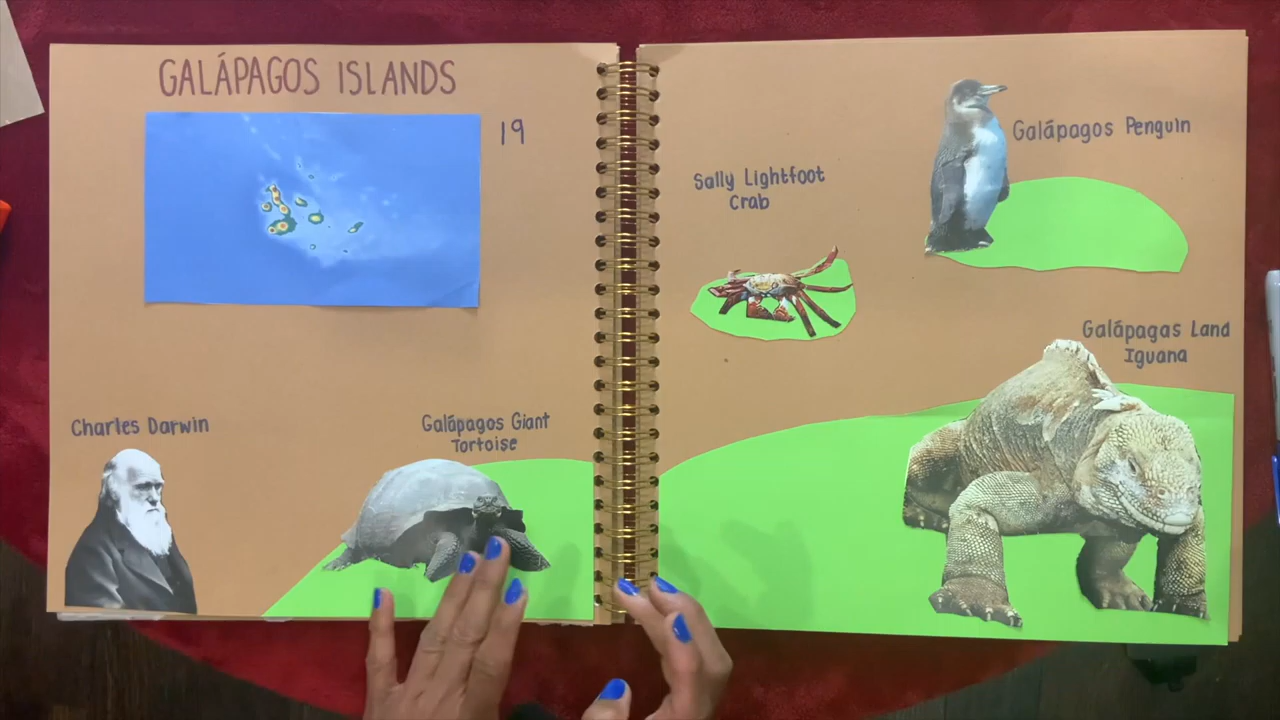 GALÁPAGOS ISLANDS
19
Charles Darwin
Galápagos Giant
Tortoise
Sally Lightfoot
Crab
Galápagos Penguin
Galápagas Land
Iguana